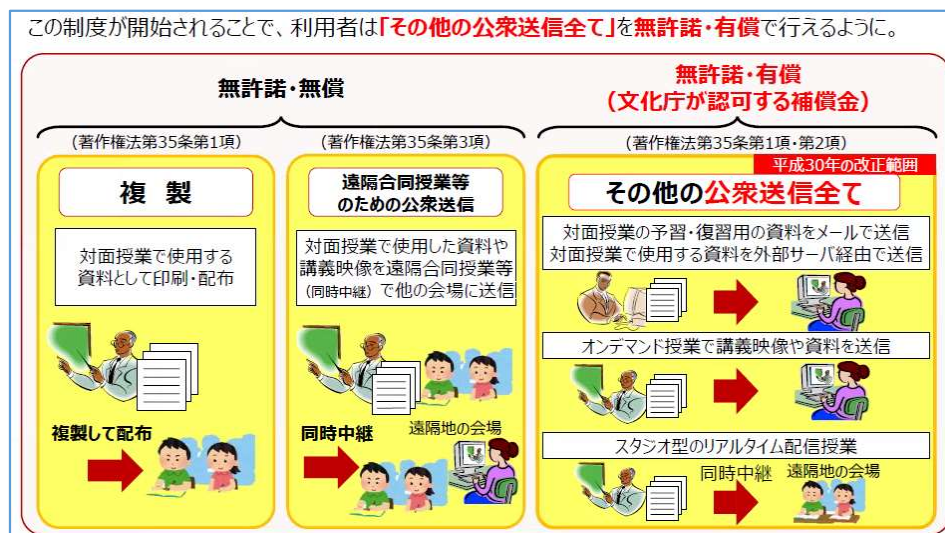 この制度が開始されることで、利用者は「その他の公衆送信全て」を無許諾・有償で行えるように。
無許諾・無償
無許諾・有償
（文化庁が認可する補償金）
（著作権法第35条第1項）
（著作権法第35条第3項）
（著作権法第35条第1項・第2項）
平成30年の改正範囲
複 製
対面授業で使用する
資料として印刷・配布
複製して配布
遠隔合同授業等
のための公衆送信
対面授業で使用した資料や
講義映像を遠隔合同授業等
（同時中継）で他の会場に送信
同時中継
遠隔地の会場
その他の公衆送信全て
対面授業の予習・復習用の資料をメールで送信
対面授業で使用する資料を外部サーバ経由で送信
オンデマンド授業で講義映像や資料を送信
スタジオ型のリアルタイム配信授業
同時中継
遠隔地の会場